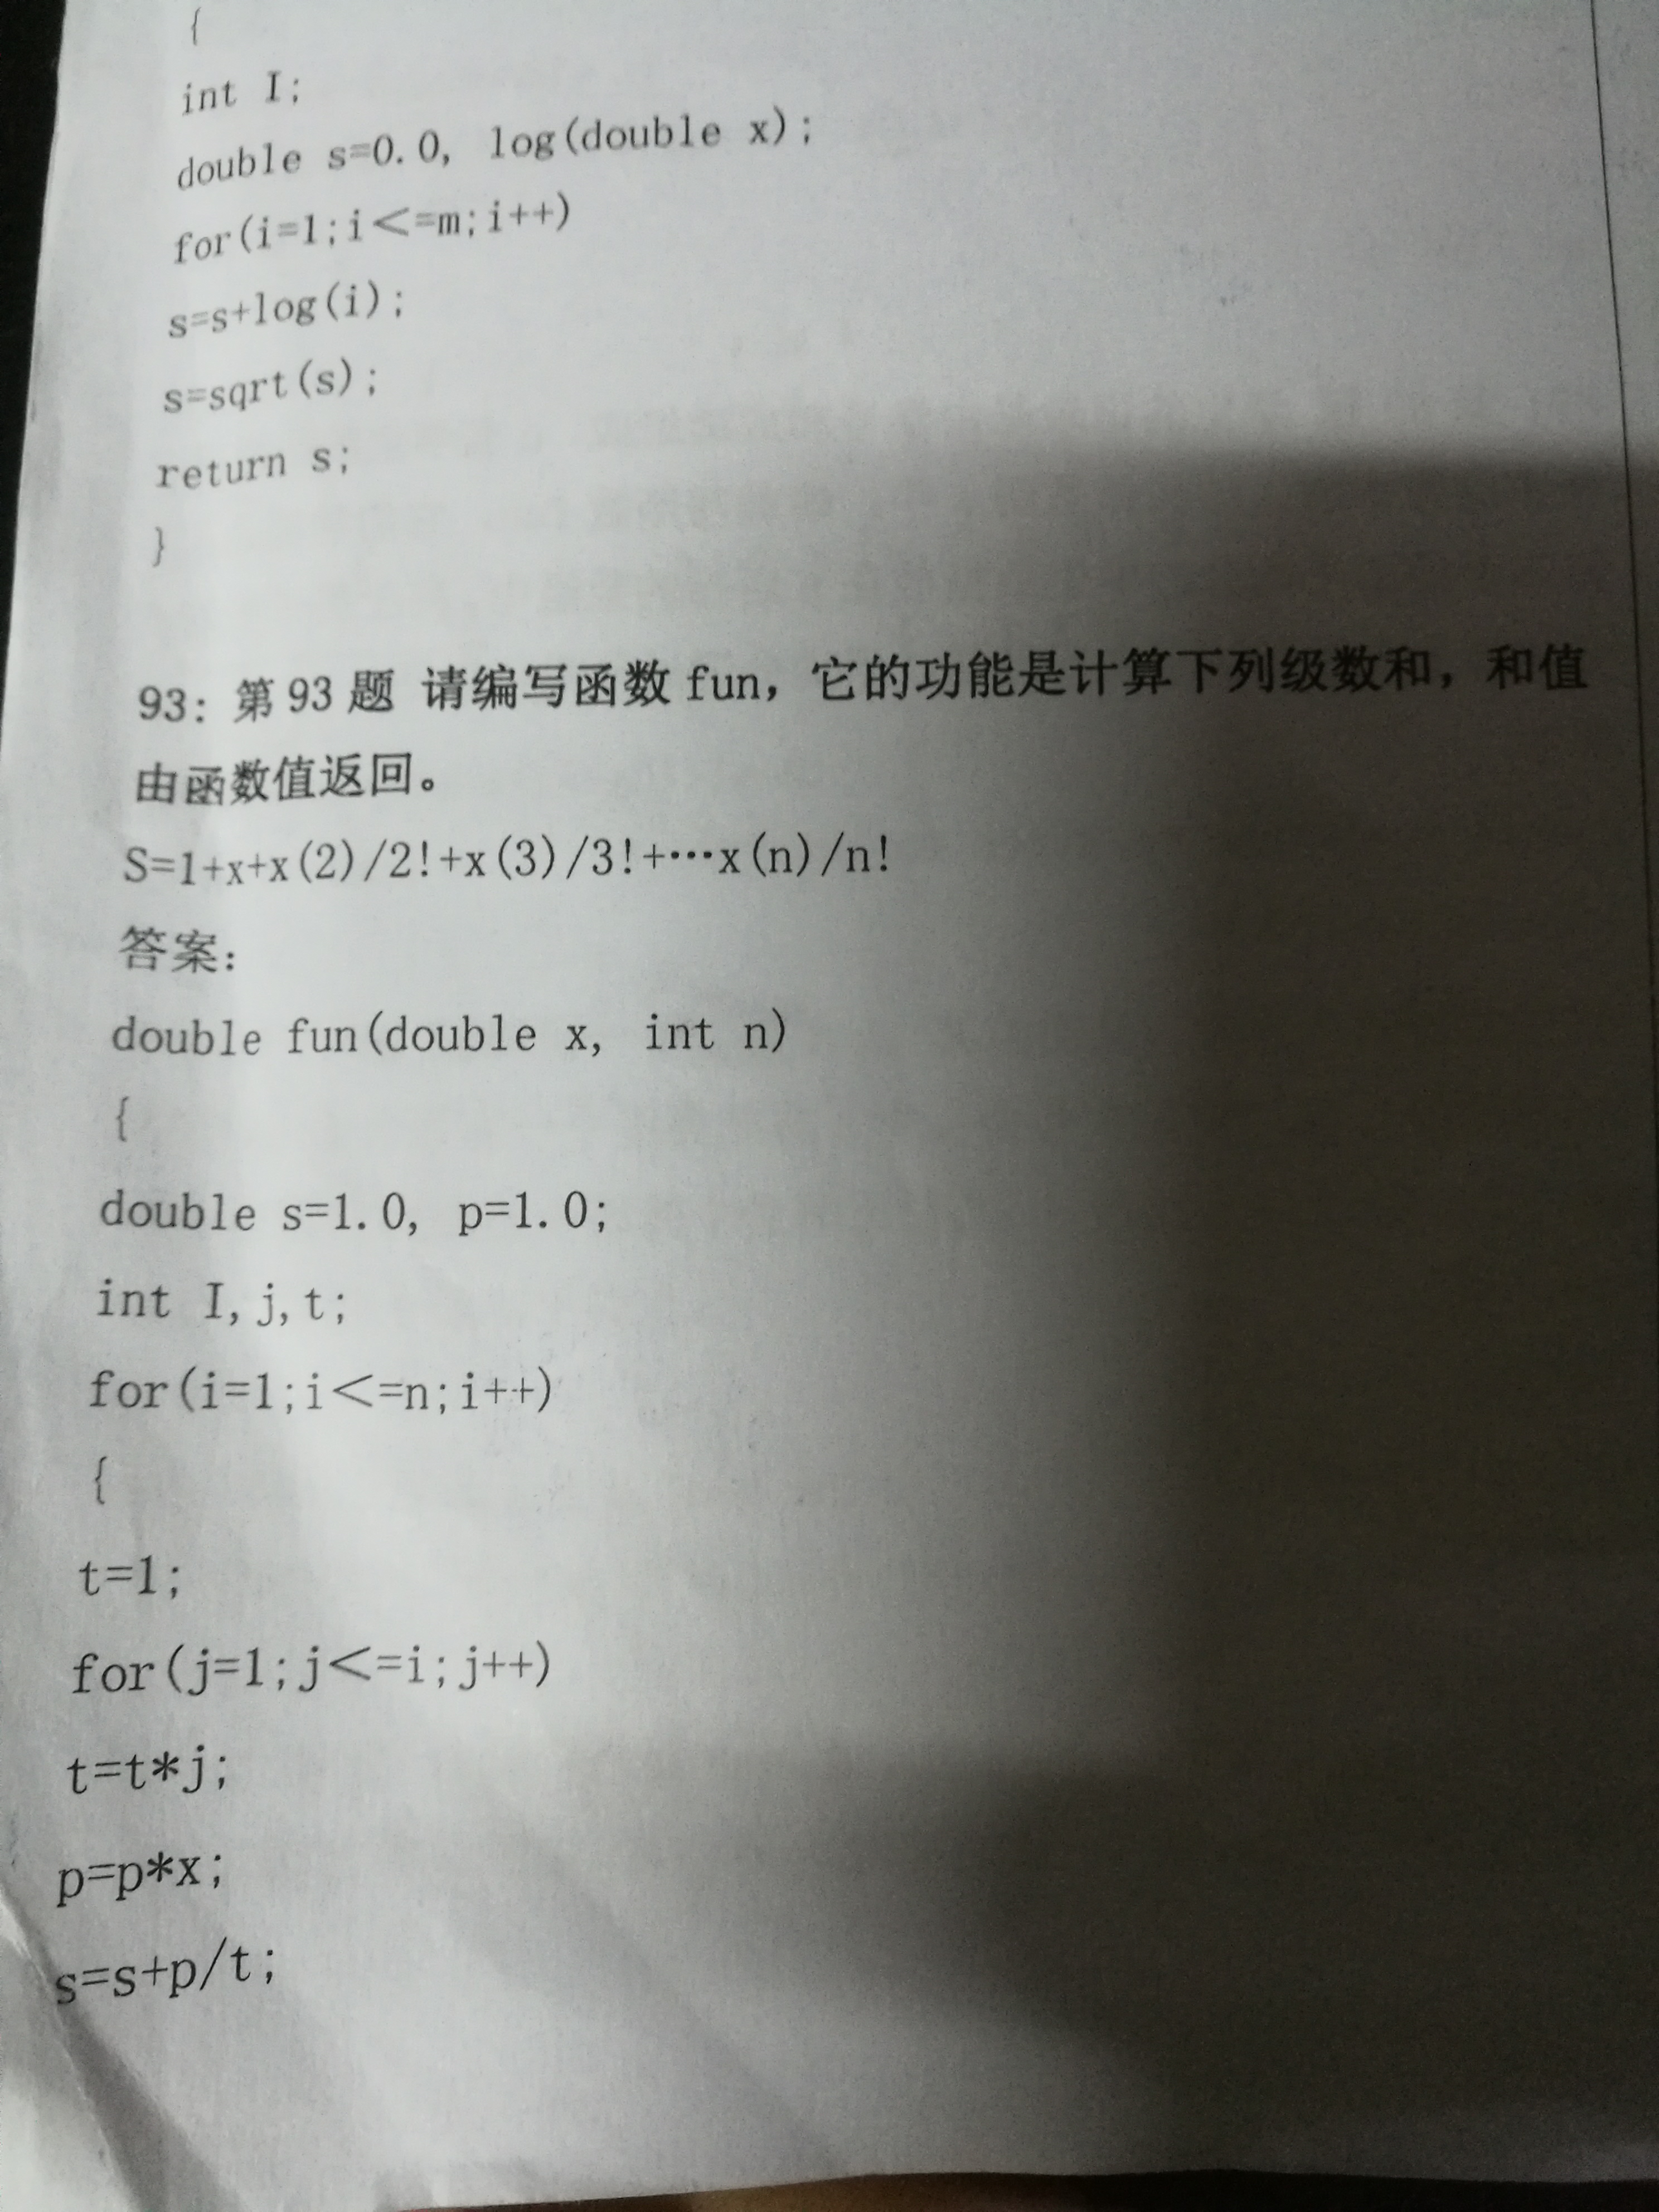 {
int I;
double s=0.0, log(double x);
for(i=1;i<=m;i++)
s=s+log(i);
s=sqrt(s);
return s;
}
93: 第 93 题 请编写函数 fun，它的功能是计算下列级数和，和值
由函数值返回。
S=1+x+x(2)/2!+x(3)/3!+…x(n)/n!
答案:
double fun(double x, int n)
{
double s=1.0, p=1.0;
int I,j,t;
for(i=1;i<=n;i++)
{
t=1;
for(j=1;j<=i;j++)
t=t*j;
p=p*x;
s=s+p/t;